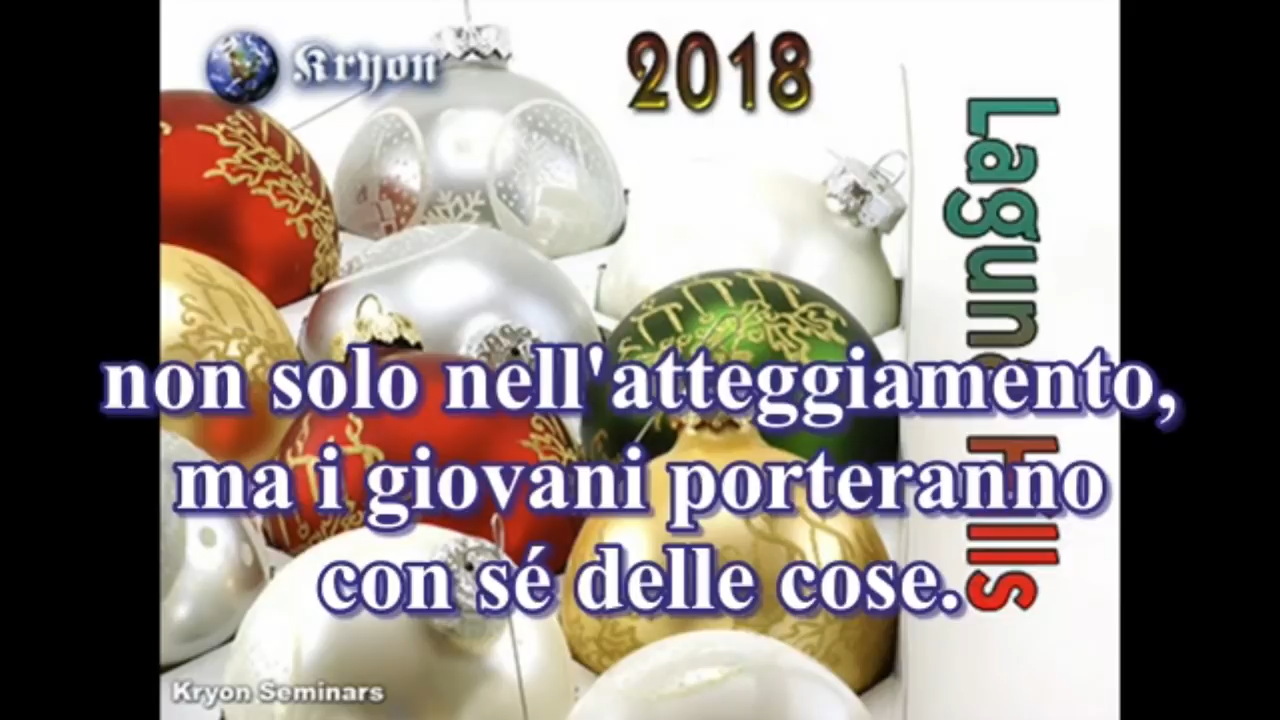 Kryon
2018
Laguna Hills
non solo nell'atteggiamento,
ma i giovani porteranno
con sé delle cose.
Kryon Seminars